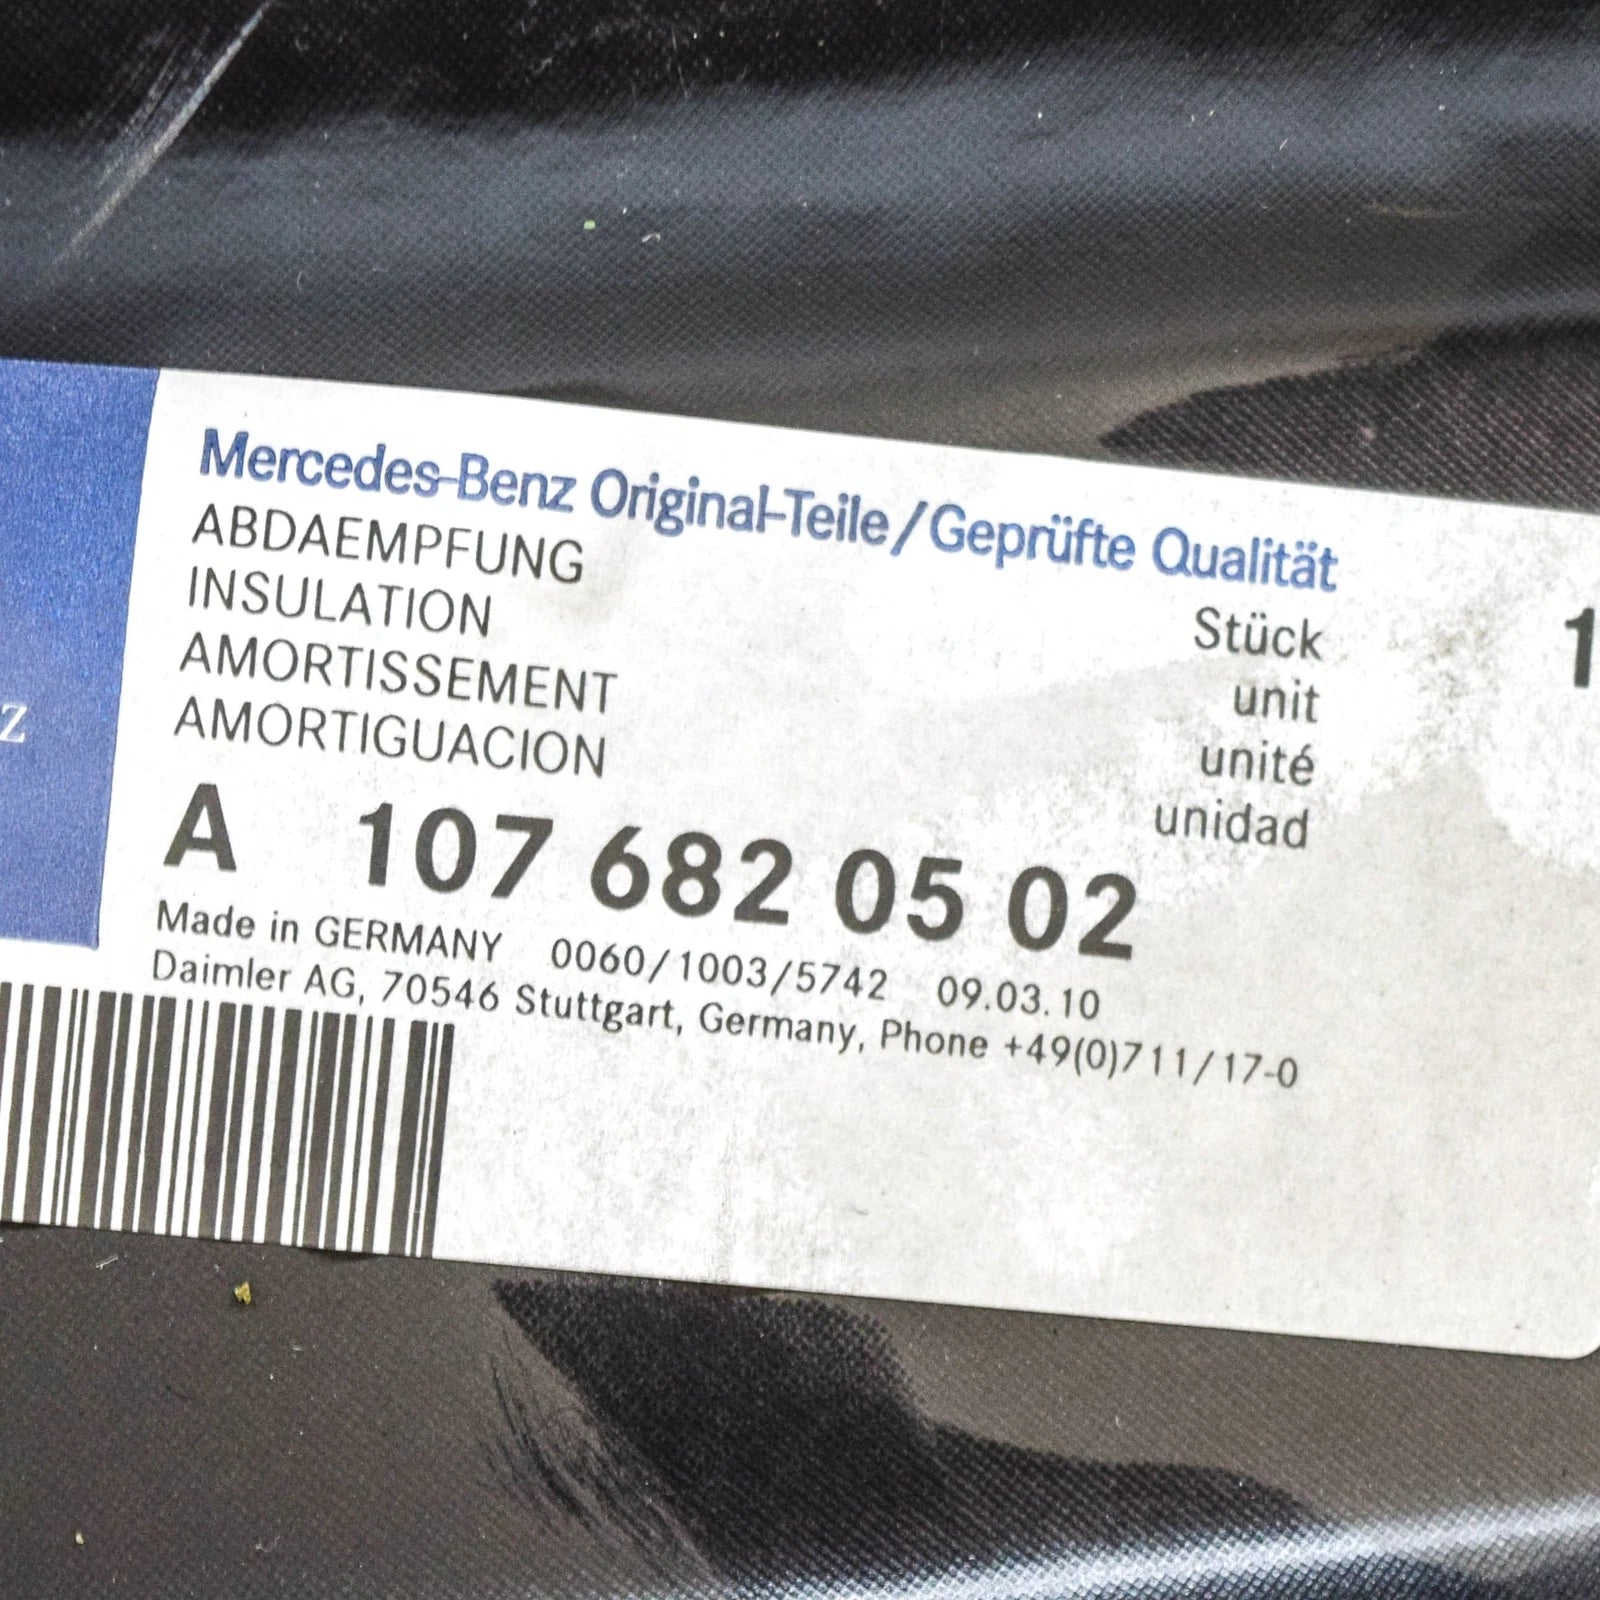 Mercedes-Benz Original-Teile/Geprüfte Qualität
ABDAEMPFUNG
INSULATION
AMORTISSEMENT
AMORTIGUACION
Stück 1
unit
unité
unidad
z
A 107 682 05 02
Made in GERMANY 0060/1003/5742 09.03.10
Daimler AG, 70546 Stuttgart, Germany, Phone +49(0)711/17-0